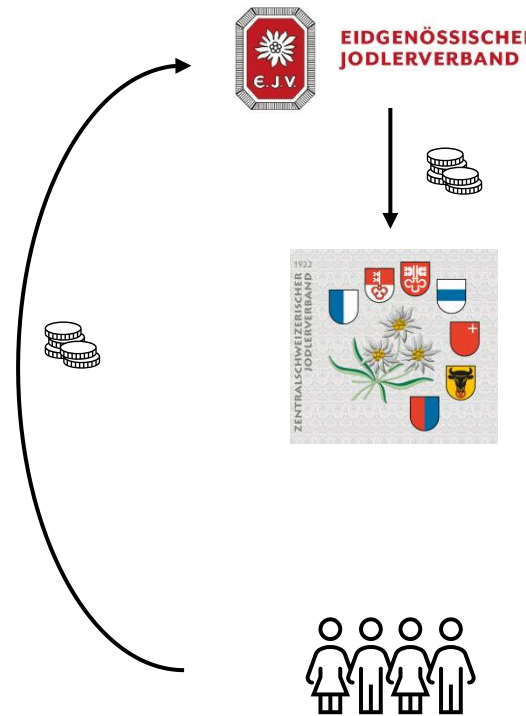 EIDGENÖSSISCHER
JODLERVERBAND
E.J.V.
1922
ZENTRALSCHWEIZERISCHER
JODLERVERBAND